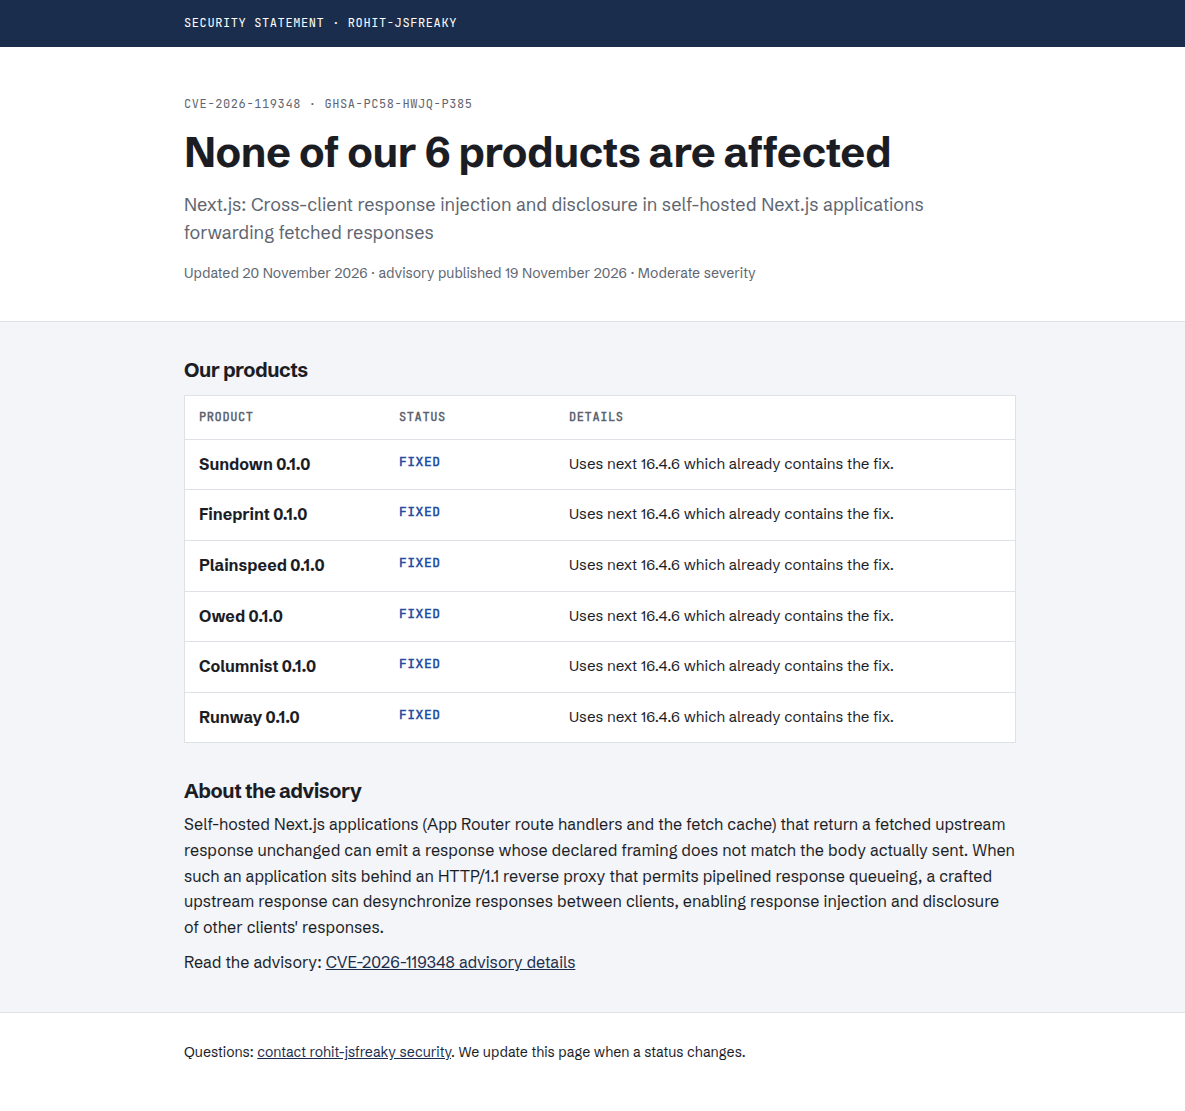 SECURITY STATEMENT · ROHIT-JSFREAKY
CVE-2026-119348 · GHSA-PC58-HWJQ-P385
None of our 6 products are affected
Next.js: Cross-client response injection and disclosure in self-hosted Next.js applications
forwarding fetched responses
Updated 20 November 2026 · advisory published 19 November 2026 · Moderate severity
Our products
PRODUCT STATUS DETAILS
Sundown 0.1.0 FIXED Uses next 16.4.6 which already contains the fix.
Fineprint 0.1.0 FIXED Uses next 16.4.6 which already contains the fix.
Plainspeed 0.1.0 FIXED Uses next 16.4.6 which already contains the fix.
Owed 0.1.0 FIXED Uses next 16.4.6 which already contains the fix.
Columnist 0.1.0 FIXED Uses next 16.4.6 which already contains the fix.
Runway 0.1.0 FIXED Uses next 16.4.6 which already contains the fix.
About the advisory
Self-hosted Next.js applications (App Router route handlers and the fetch cache) that return a fetched upstream
response unchanged can emit a response whose declared framing does not match the body actually sent. When
such an application sits behind an HTTP/1.1 reverse proxy that permits pipelined response queueing, a crafted
upstream response can desynchronize responses between clients, enabling response injection and disclosure
of other clients' responses.
Read the advisory: CVE-2026-119348 advisory details
Questions: contact rohit-jsfreaky security. We update this page when a status changes.